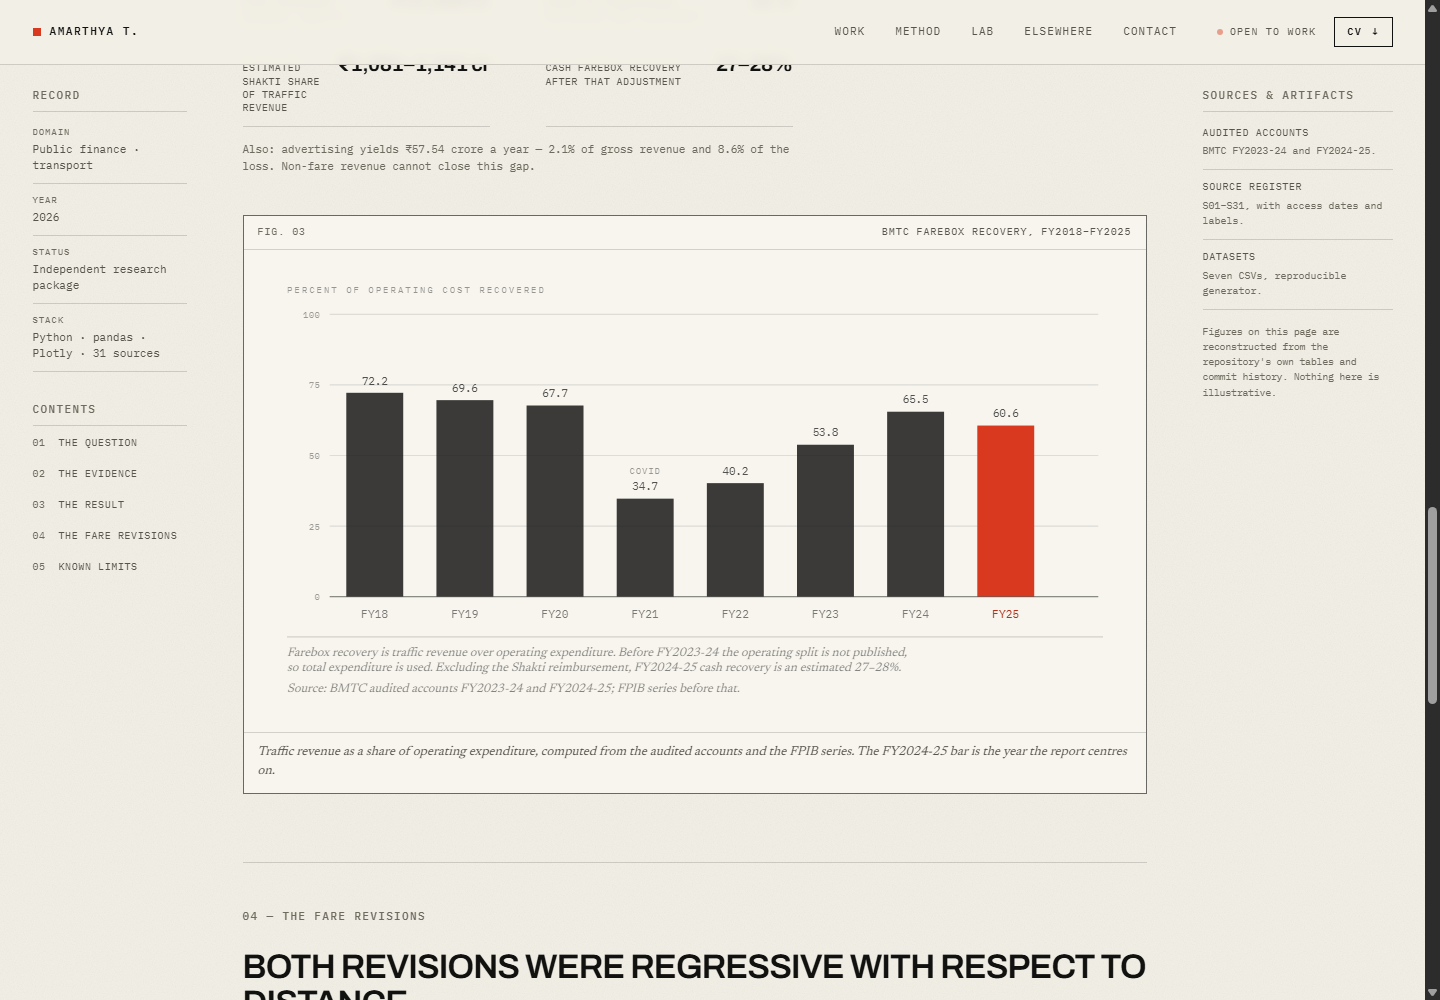 AMARTHYA T.
WORK METHOD LAB ELSEWHERE CONTACT OPEN TO WORK CV ↓
RECORD
DOMAIN
Public finance ·
transport
YEAR
2026
STATUS
Independent research
package
STACK
Python · pandas ·
Plotly · 31 sources
CONTENTS
01 THE QUESTION
02 THE EVIDENCE
03 THE RESULT
04 THE FARE REVISIONS
05 KNOWN LIMITS
ESTIMATED
SHAKTI SHARE
OF TRAFFIC
REVENUE
₹1,081–1,141 cr
CASH FAREBOX RECOVERY
AFTER THAT ADJUSTMENT
27–28%
Also: advertising yields ₹57.54 crore a year — 2.1% of gross revenue and 8.6% of the
loss. Non-fare revenue cannot close this gap.
FIG. 03
BMTC FAREBOX RECOVERY, FY2018–FY2025
PERCENT OF OPERATING COST RECOVERED
100
75
50
25
0
72.2
69.6
67.7
COVID
34.7
40.2
53.8
65.5
60.6
FY18 FY19 FY20 FY21 FY22 FY23 FY24 FY25
Farebox recovery is traffic revenue over operating expenditure. Before FY2023-24 the operating split is not published,
so total expenditure is used. Excluding the Shakti reimbursement, FY2024-25 cash recovery is an estimated 27–28%.
Source: BMTC audited accounts FY2023-24 and FY2024-25; FPIB series before that.
Traffic revenue as a share of operating expenditure, computed from the audited accounts and the FPIB series. The FY2024-25 bar is the year the report centres
on.
04 — THE FARE REVISIONS
BOTH REVISIONS WERE REGRESSIVE WITH RESPECT TO
DISTANCE
SOURCES & ARTIFACTS
AUDITED ACCOUNTS
BMTC FY2023-24 and FY2024-25.
SOURCE REGISTER
S01–S31, with access dates and
labels.
DATASETS
Seven CSVs, reproducible
generator.
Figures on this page are
reconstructed from the
repository's own tables and
commit history. Nothing here is
illustrative.